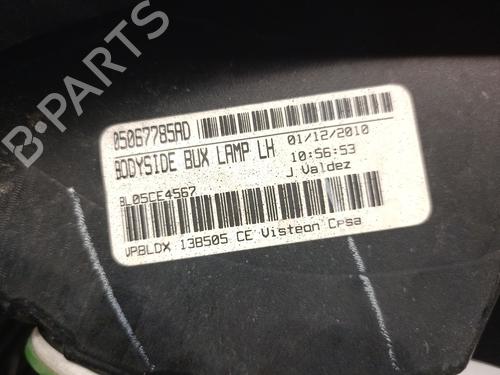 B-PARTS
05067785AD
BODYSIDE BUX LAMP LH
01/12/2010
10:56:53
J.Valdez
BL05CE4567
VPBLDX 13B505 CE Visteon Cpsa